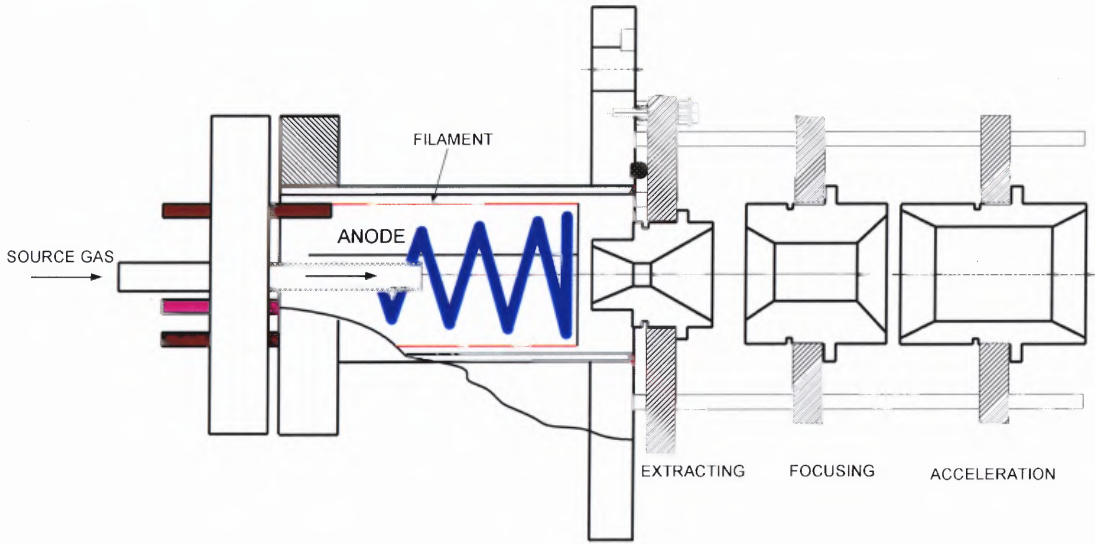 FILAMENT
ANODE
SOURCE GAS
EXTRACTING
FOCUSING
ACCELERATION